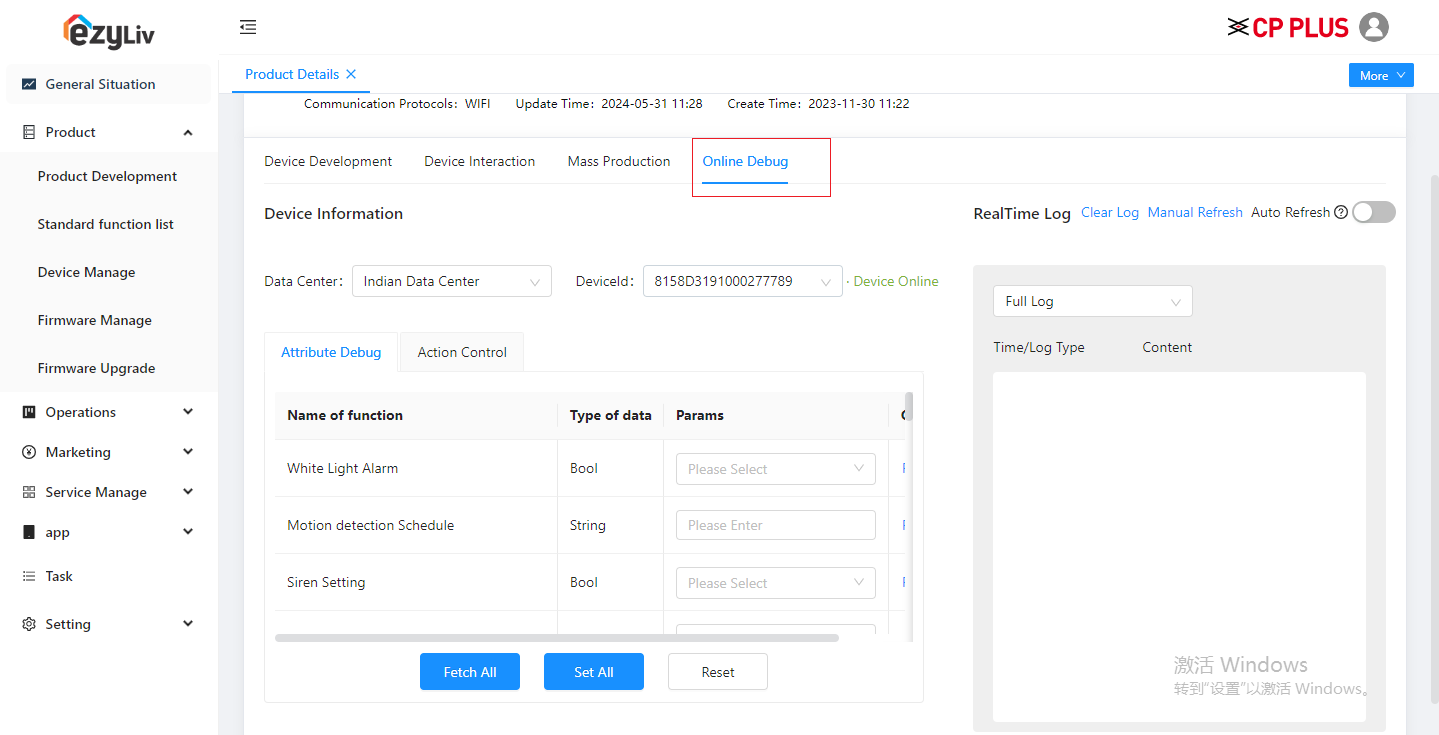 ezyLiv
CP PLUS
General Situation
Product
Product Development
Standard function list
Device Manage
Firmware Manage
Firmware Upgrade
Operations
Marketing
Service Manage
app
Task
Setting
Product Details
More
Communication Protocols: WIFI Update Time: 2024-05-31 11:28 Create Time: 2023-11-30 11:22
Device Development Device Interaction Mass Production Online Debug
Device Information
Data Center: Indian Data Center DeviceId: 8158D3191000277789 · Device Online
Attribute Debug Action Control
Name of function Type of data Params
White Light Alarm Bool Please Select
Motion detection Schedule String Please Enter
Siren Setting Bool Please Select
Fetch All Set All Reset
RealTime Log Clear Log Manual Refresh Auto Refresh
Full Log
Time/Log Type Content
激活 Windows
转到“设置”以激活 Windows。